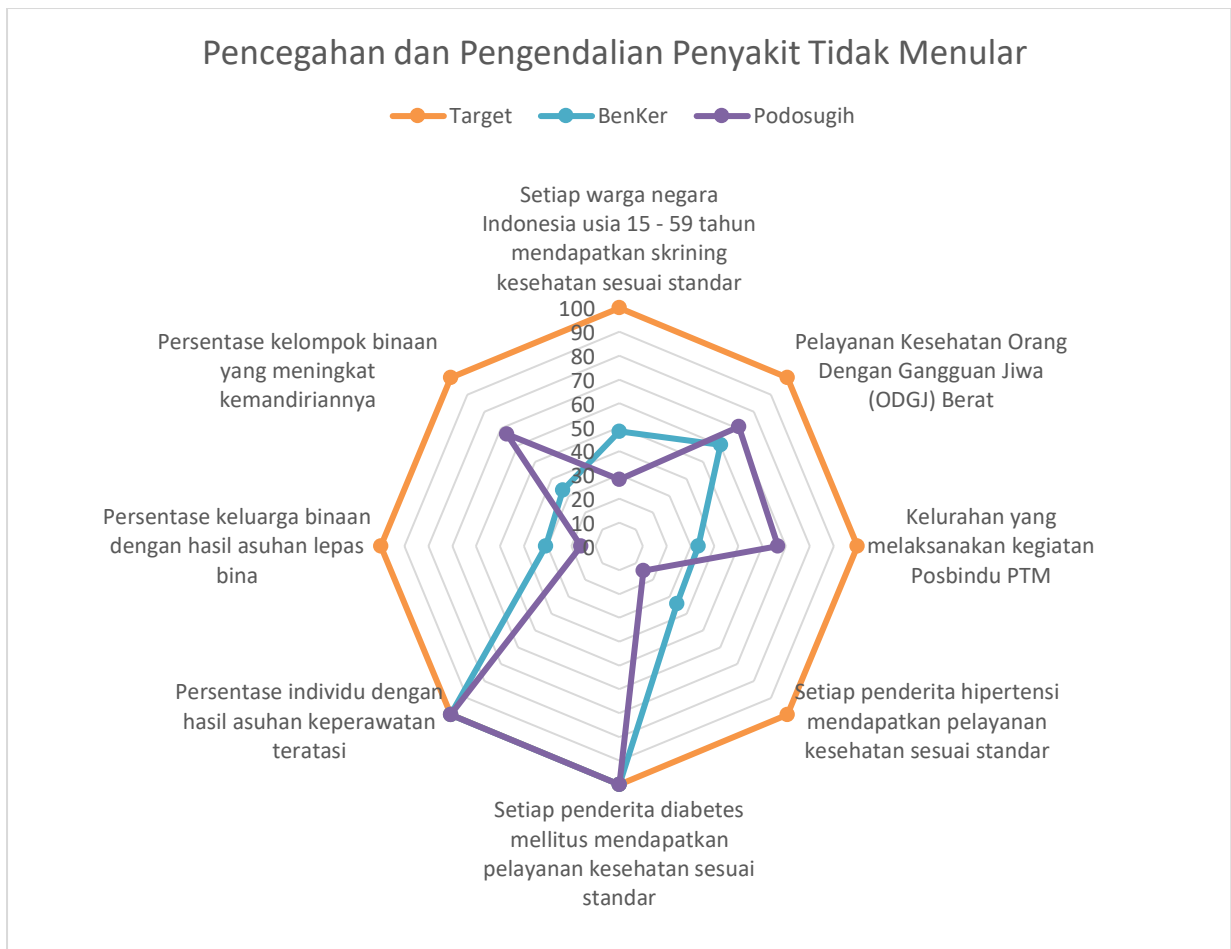 Pencegahan dan Pengendalian Penyakit Tidak Menular
Target
BenKer
Podosugih
Setiap warga negara
Indonesia usia 15 - 59 tahun
mendapatkan skrining
kesehatan sesuai standar
Pelayanan Kesehatan Orang
Dengan Gangguan Jiwa
(ODGJ) Berat
Kelurahan yang
melaksanakan kegiatan
Posbindu PTM
Setiap penderita hipertensi
mendapatkan pelayanan
kesehatan sesuai standar
Setiap penderita diabetes
mellitus mendapatkan
pelayanan kesehatan sesuai
standar
Persentase individu dengan
hasil asuhan keperawatan
teratasi
Persentase keluarga binaan
dengan hasil asuhan lepas
bina
Persentase kelompok binaan
yang meningkat
kemandiriannya
100
90
80
70
60
50
40
30
20
10
0